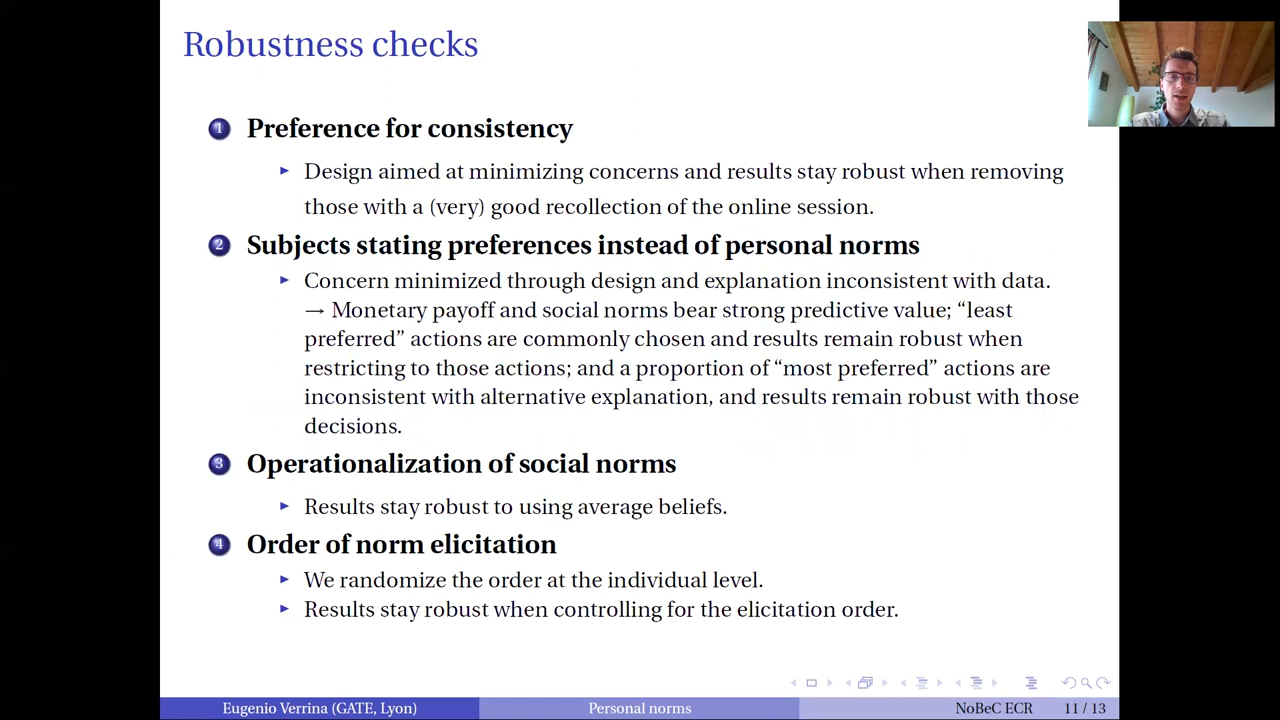 Robustness checks
1 Preference for consistency
Design aimed at minimizing concerns and results stay robust when removing
those with a (very) good recollection of the online session.
2 Subjects stating preferences instead of personal norms
Concern minimized through design and explanation inconsistent with data.
→ Monetary payoff and social norms bear strong predictive value; “least
preferred” actions are commonly chosen and results remain robust when
restricting to those actions; and a proportion of “most preferred” actions are
inconsistent with alternative explanation, and results remain robust with those
decisions.
3 Operationalization of social norms
Results stay robust to using average beliefs.
4 Order of norm elicitation
We randomize the order at the individual level.
Results stay robust when controlling for the elicitation order.
Eugenio Verrina (GATE, Lyon) Personal norms NoBeC ECR 11 / 13